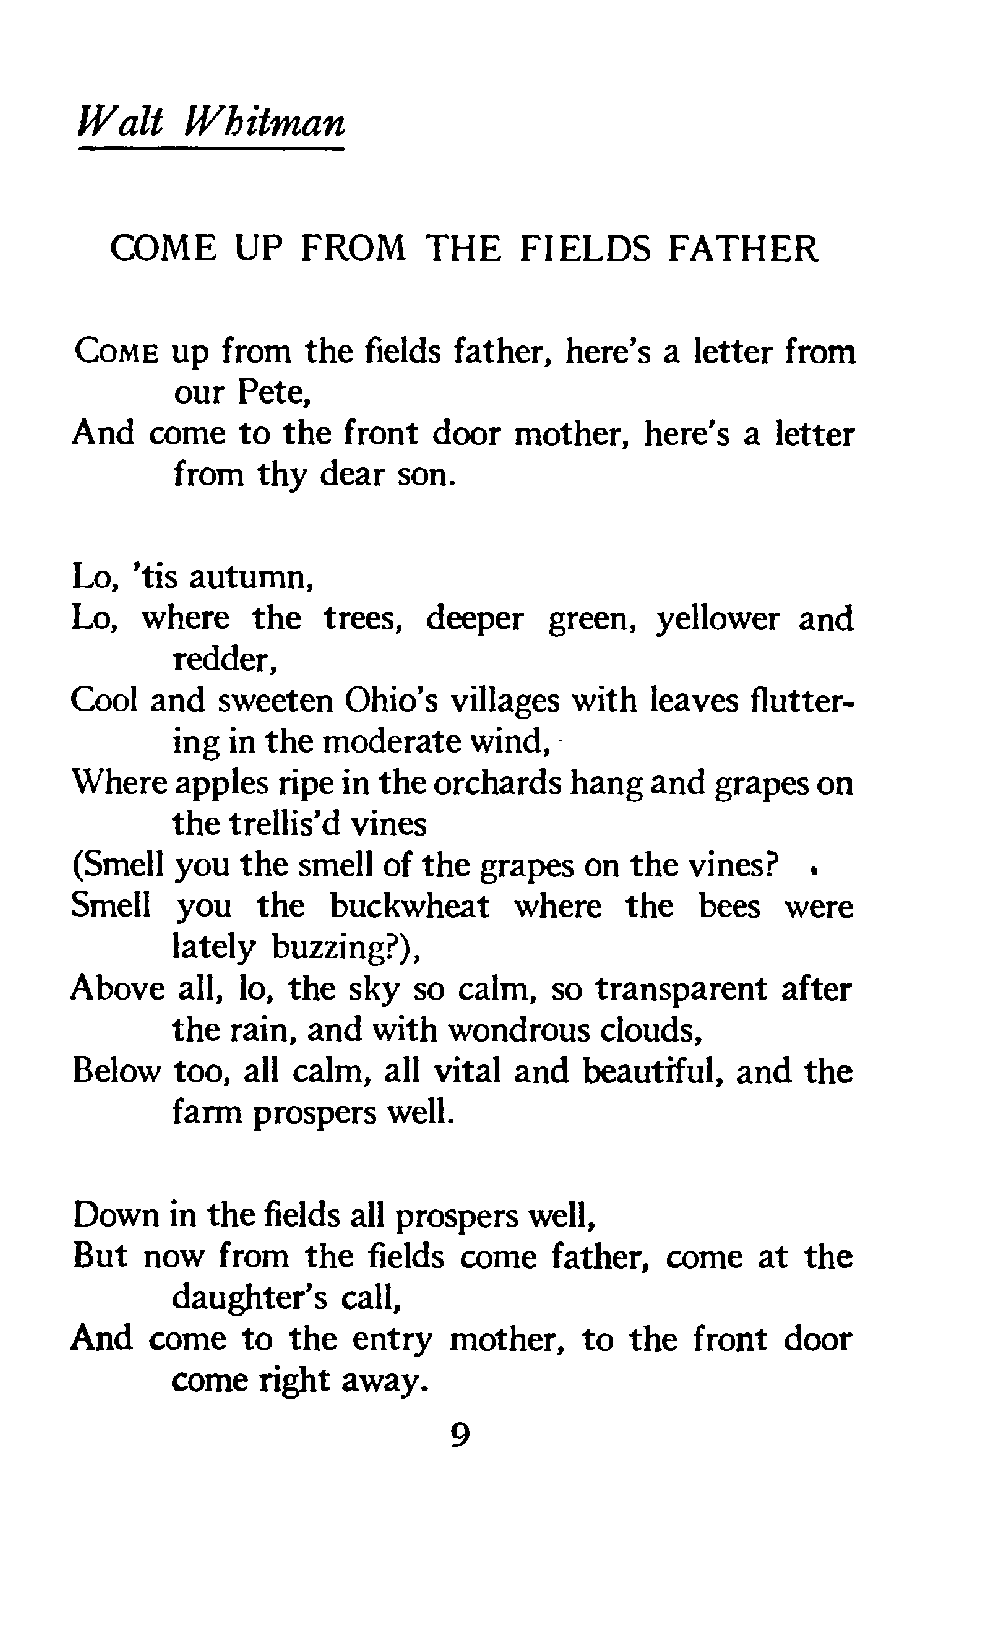 Walt Whitman
COME UP FROM THE FIELDS FATHER
COME up from the fields father, here's a letter from
our Pete,
And come to the front door mother, here's a letter
from thy dear son.
Lo, 'tis autumn,
Lo, where the trees, deeper green, yellower and
redder,
Cool and sweeten Ohio's villages with leaves flutter-
ing in the moderate wind,
Where apples ripe in the orchards hang and grapes on
the trellis'd vines
(Smell you the smell of the grapes on the vines?
Smell you the buckwheat where the bees were
lately buzzing?),
Above all, lo, the sky so calm, so transparent after
the rain, and with wondrous clouds,
Below too, all calm, all vital and beautiful, and the
farm prospers well.
Down in the fields all prospers well,
But now from the fields come father, come at the
daughter's call,
And come to the entry mother, to the front door
come right away.
9